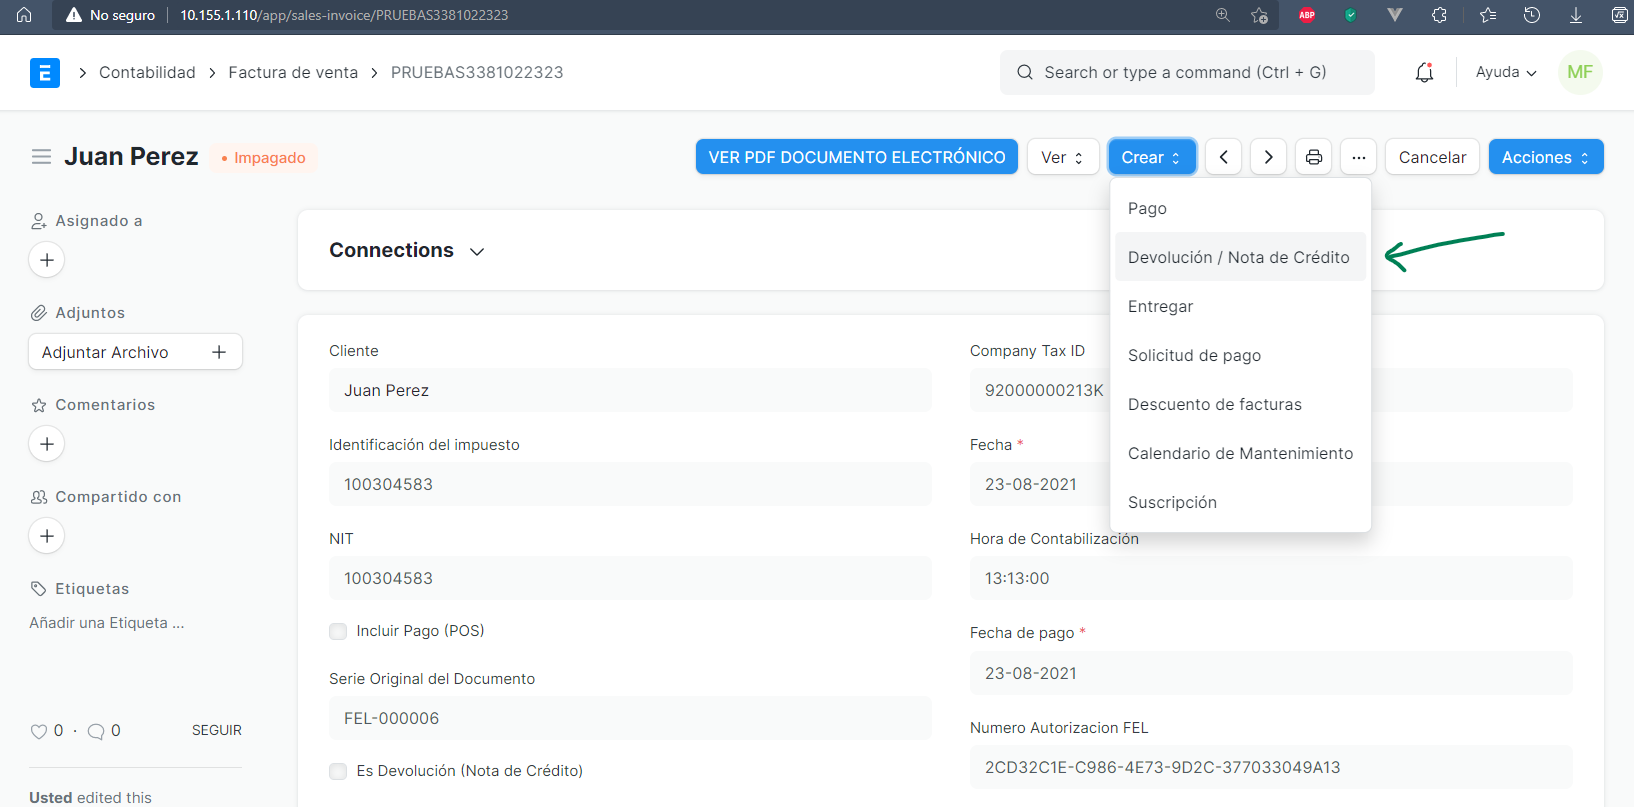 No seguro
10.155.1.110/app/sales-invoice/PRUEBAS3381022323
ABP
E
Contabilidad
Factura de venta
PRUEBAS3381022323
Search or type a command (Ctrl + G)
Ayuda
MF
Juan Perez
Impagado
VER PDF DOCUMENTO ELECTRÓNICO
Ver
Crear
Cancelar
Acciones
Pago
Devolución / Nota de Crédito
Entregar
Solicitud de pago
Descuento de facturas
Calendario de Mantenimiento
Suscripción
Asignado a
Adjuntos
Adjuntar Archivo
Comentarios
Compartido con
Etiquetas
Añadir una Etiqueta ...
0 · 0
SEGUIR
Usted edited this
Connections
Cliente
Juan Perez
Identificación del impuesto
100304583
NIT
100304583
Incluir Pago (POS)
Serie Original del Documento
FEL-000006
Es Devolución (Nota de Crédito)
Company Tax ID
92000000213K
Fecha *
23-08-2021
Hora de Contabilización
13:13:00
Fecha de pago *
23-08-2021
Numero Autorizacion FEL
2CD32C1E-C986-4E73-9D2C-377033049A13